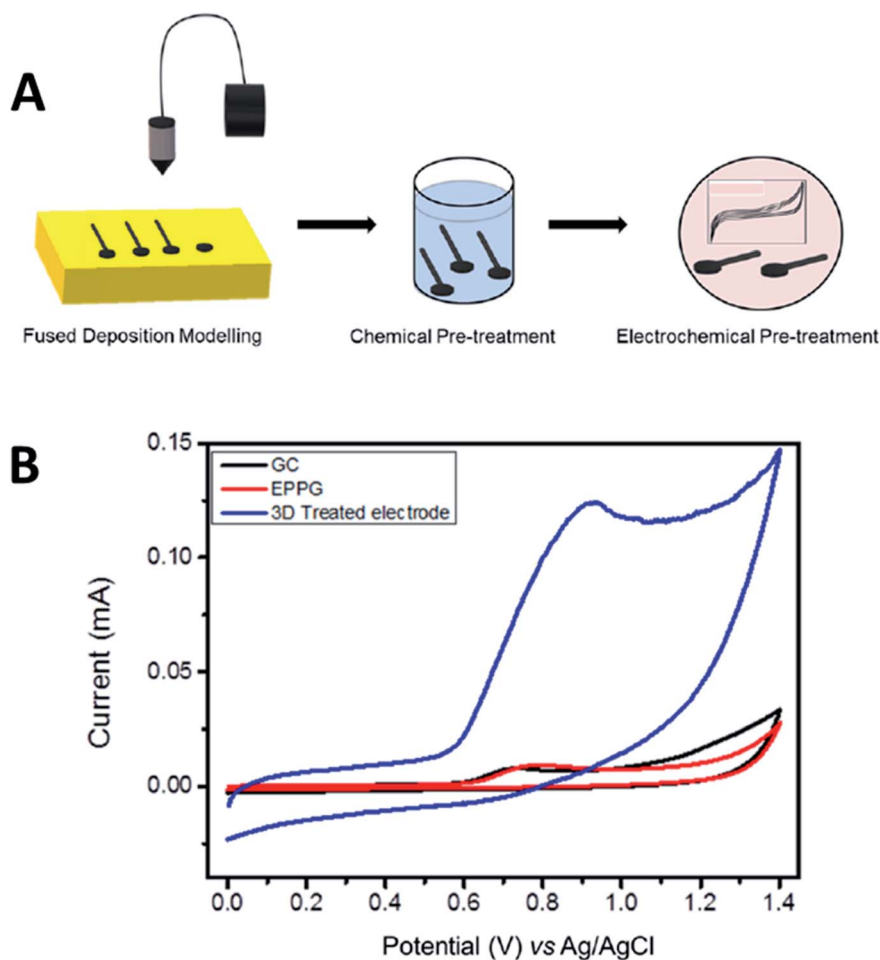 A
Fused Deposition Modelling
Chemical Pre-treatment
Electrochemical Pre-treatment
B
GC
EPPG
3D Treated electrode
0.15
0.10
0.05
0.00
Current (mA)
0.0 0.2 0.4 0.6 0.8 1.0 1.2 1.4
Potential (V) vs Ag/AgCl